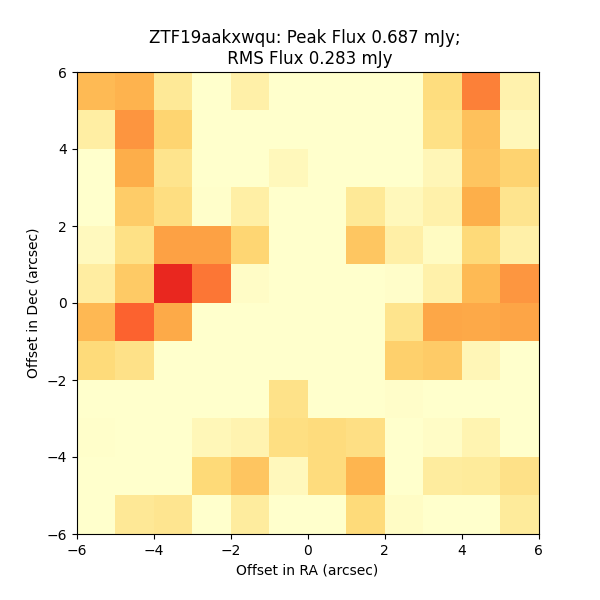 ZTF19aakxwqu: Peak Flux 0.687 mJy;
RMS Flux 0.283 mJy
6
4
2
0
−2
−4
−6
Offset in Dec (arcsec)
−6 −4 −2 0 2 4 6
Offset in RA (arcsec)